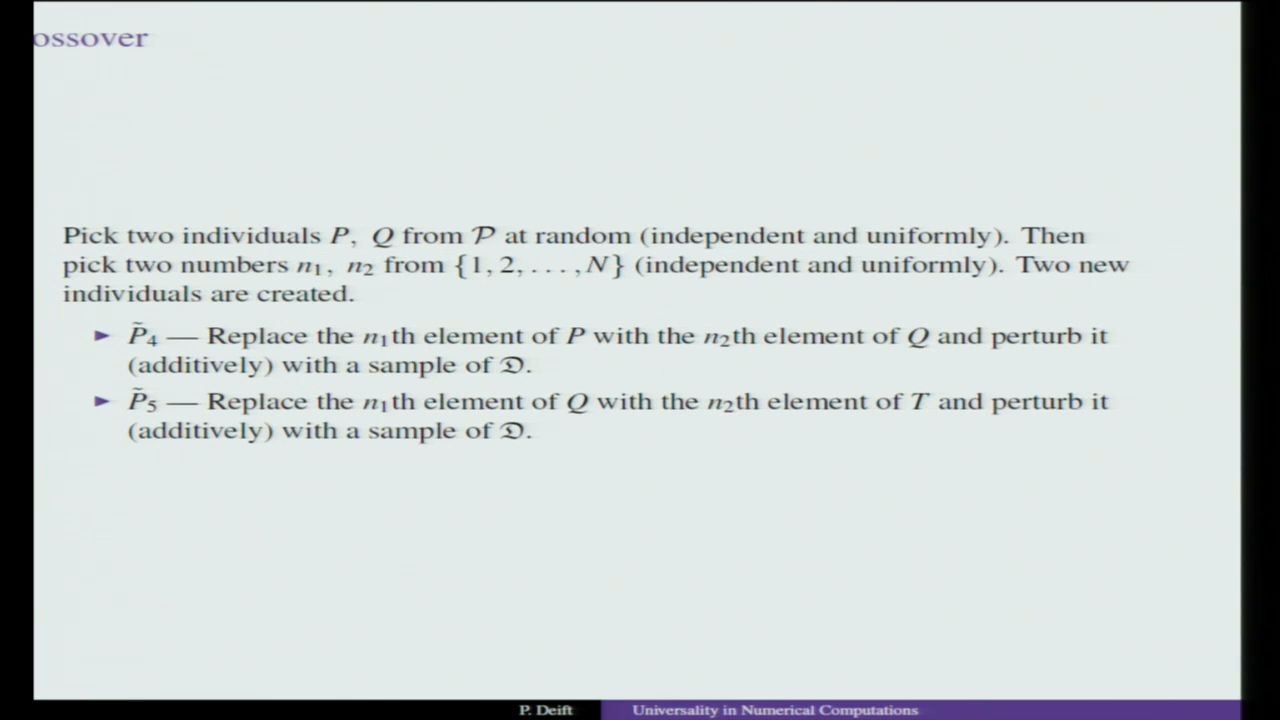 ossover
Pick two individuals P, Q from 𝒫 at random (independent and uniformly). Then
pick two numbers n₁, n₂ from {1, 2, . . . , N} (independent and uniformly). Two new
individuals are created.
► P̃₄ — Replace the n₁th element of P with the n₂th element of Q and perturb it
(additively) with a sample of 𝔇.
► P̃₅ — Replace the n₁th element of Q with the n₂th element of T and perturb it
(additively) with a sample of 𝔇.
P. Deift Universality in Numerical Computations